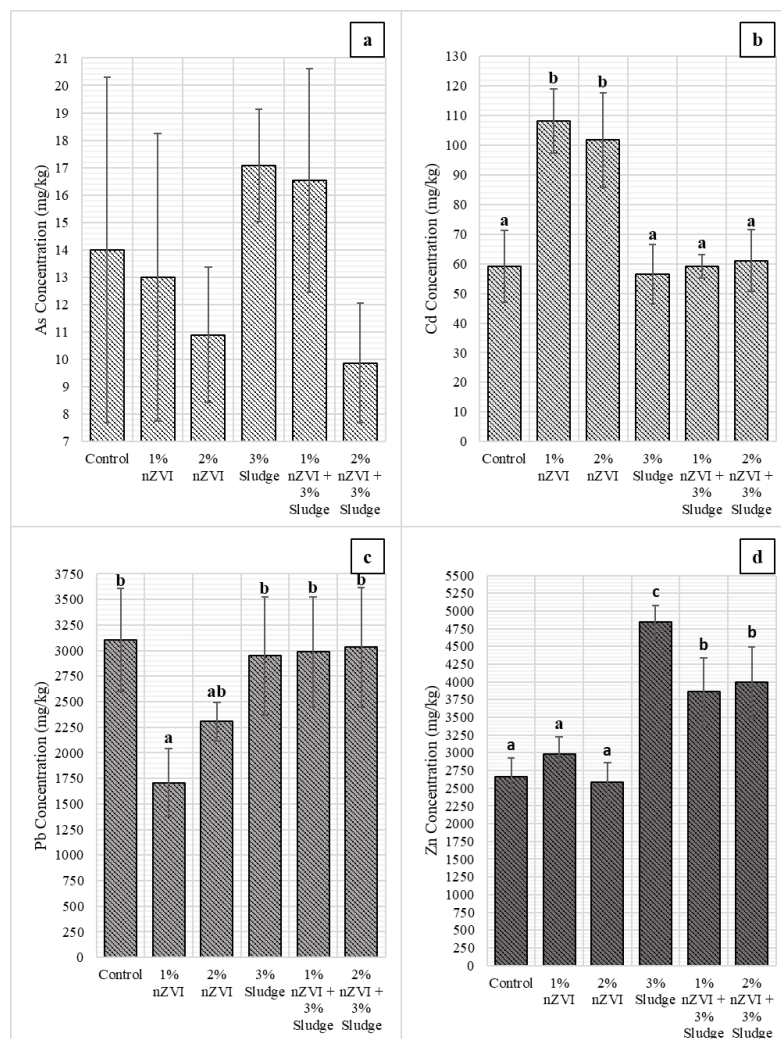 a
As Concentration (mg/kg)
21
20
19
18
17
16
15
14
13
12
11
10
9
8
7
Control
1%
nZVI
2%
nZVI
3%
Sludge
1%
nZVI +
3%
Sludge
2%
nZVI +
3%
Sludge
b
Cd Concentration (mg/kg)
130
120
110
100
90
80
70
60
50
40
30
20
10
0
a
b
b
a
a
a
Control
1%
nZVI
2%
nZVI
3%
Sludge
1%
nZVI +
3%
Sludge
2%
nZVI +
3%
Sludge
c
Pb Concentration (mg/kg)
3750
3500
3250
3000
2750
2500
2250
2000
1750
1500
1250
1000
750
500
250
0
b
a
ab
b
b
b
Control
1%
nZVI
2%
nZVI
3%
Sludge
1%
nZVI +
3%
Sludge
2%
nZVI +
3%
Sludge
d
Zn Concentration (mg/kg)
5500
5250
5000
4750
4500
4250
4000
3750
3500
3250
3000
2750
2500
2250
2000
1750
1500
1250
1000
750
500
250
0
a
a
a
c
b
b
Control
1%
nZVI
2%
nZVI
3%
Sludge
1%
nZVI +
3%
Sludge
2%
nZVI +
3%
Sludge